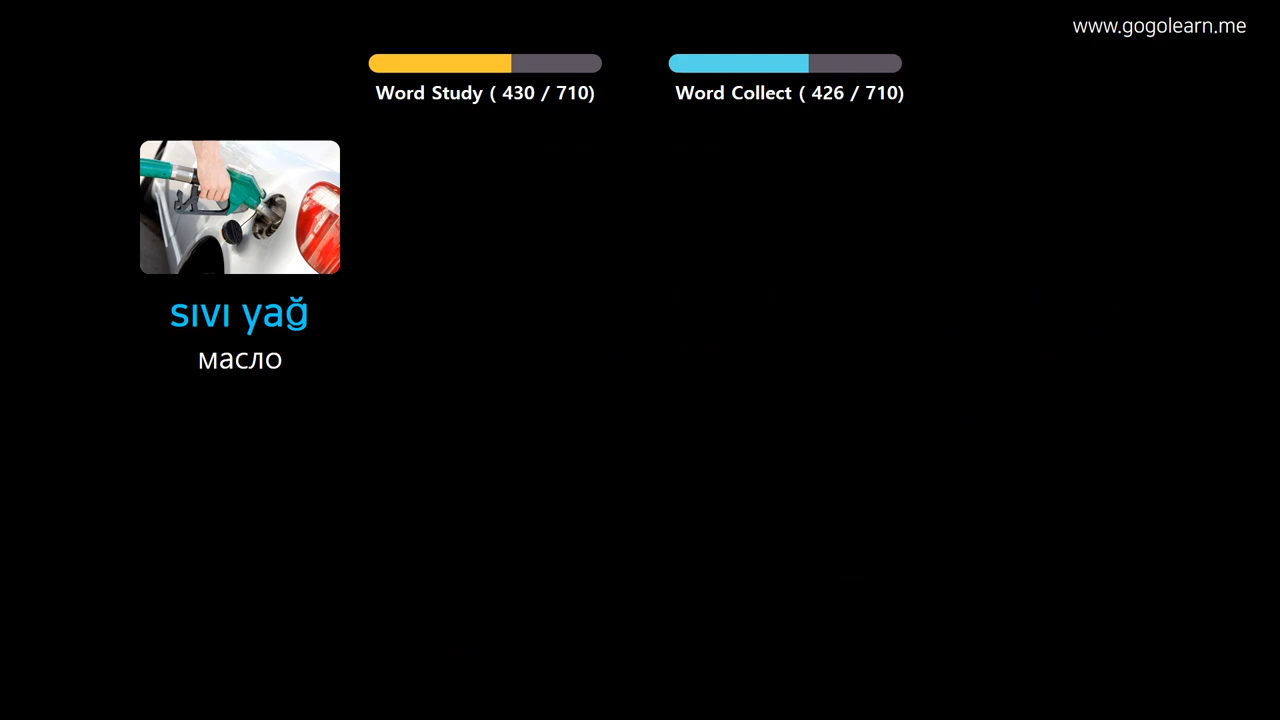 www.gogolearn.me
Word Study ( 430 / 710)
Word Collect ( 426 / 710)
sıvı yağ
масло